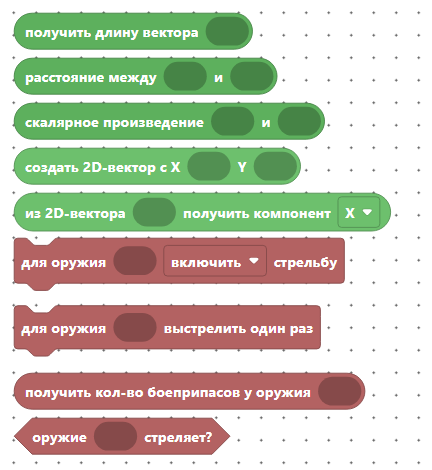 получить длину вектора
расстояние между и
скалярное произведение и
создать 2D-вектор с X Y
из 2D-вектора получить компонент X
для оружия включить стрельбу
для оружия выстрелить один раз
получить кол-во боеприпасов у оружия
оружие стреляет?